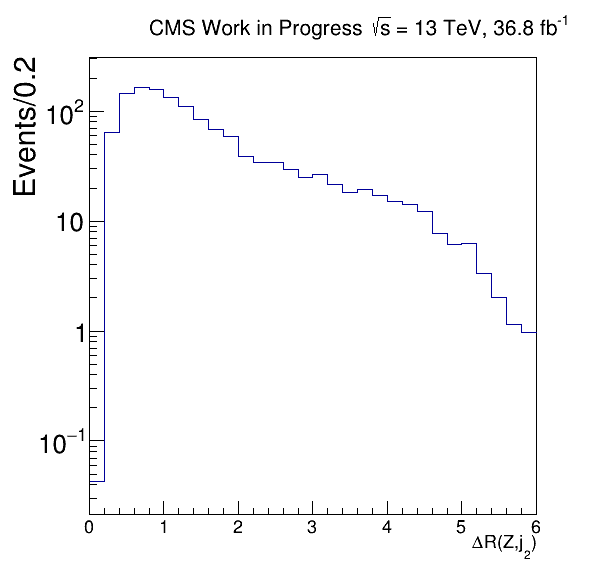 CMS Work in Progress √s = 13 TeV, 36.8 fb⁻¹
Events/0.2
10²
10
1
10⁻¹
0 1 2 3 4 5 6
ΔR(Z,j₂)